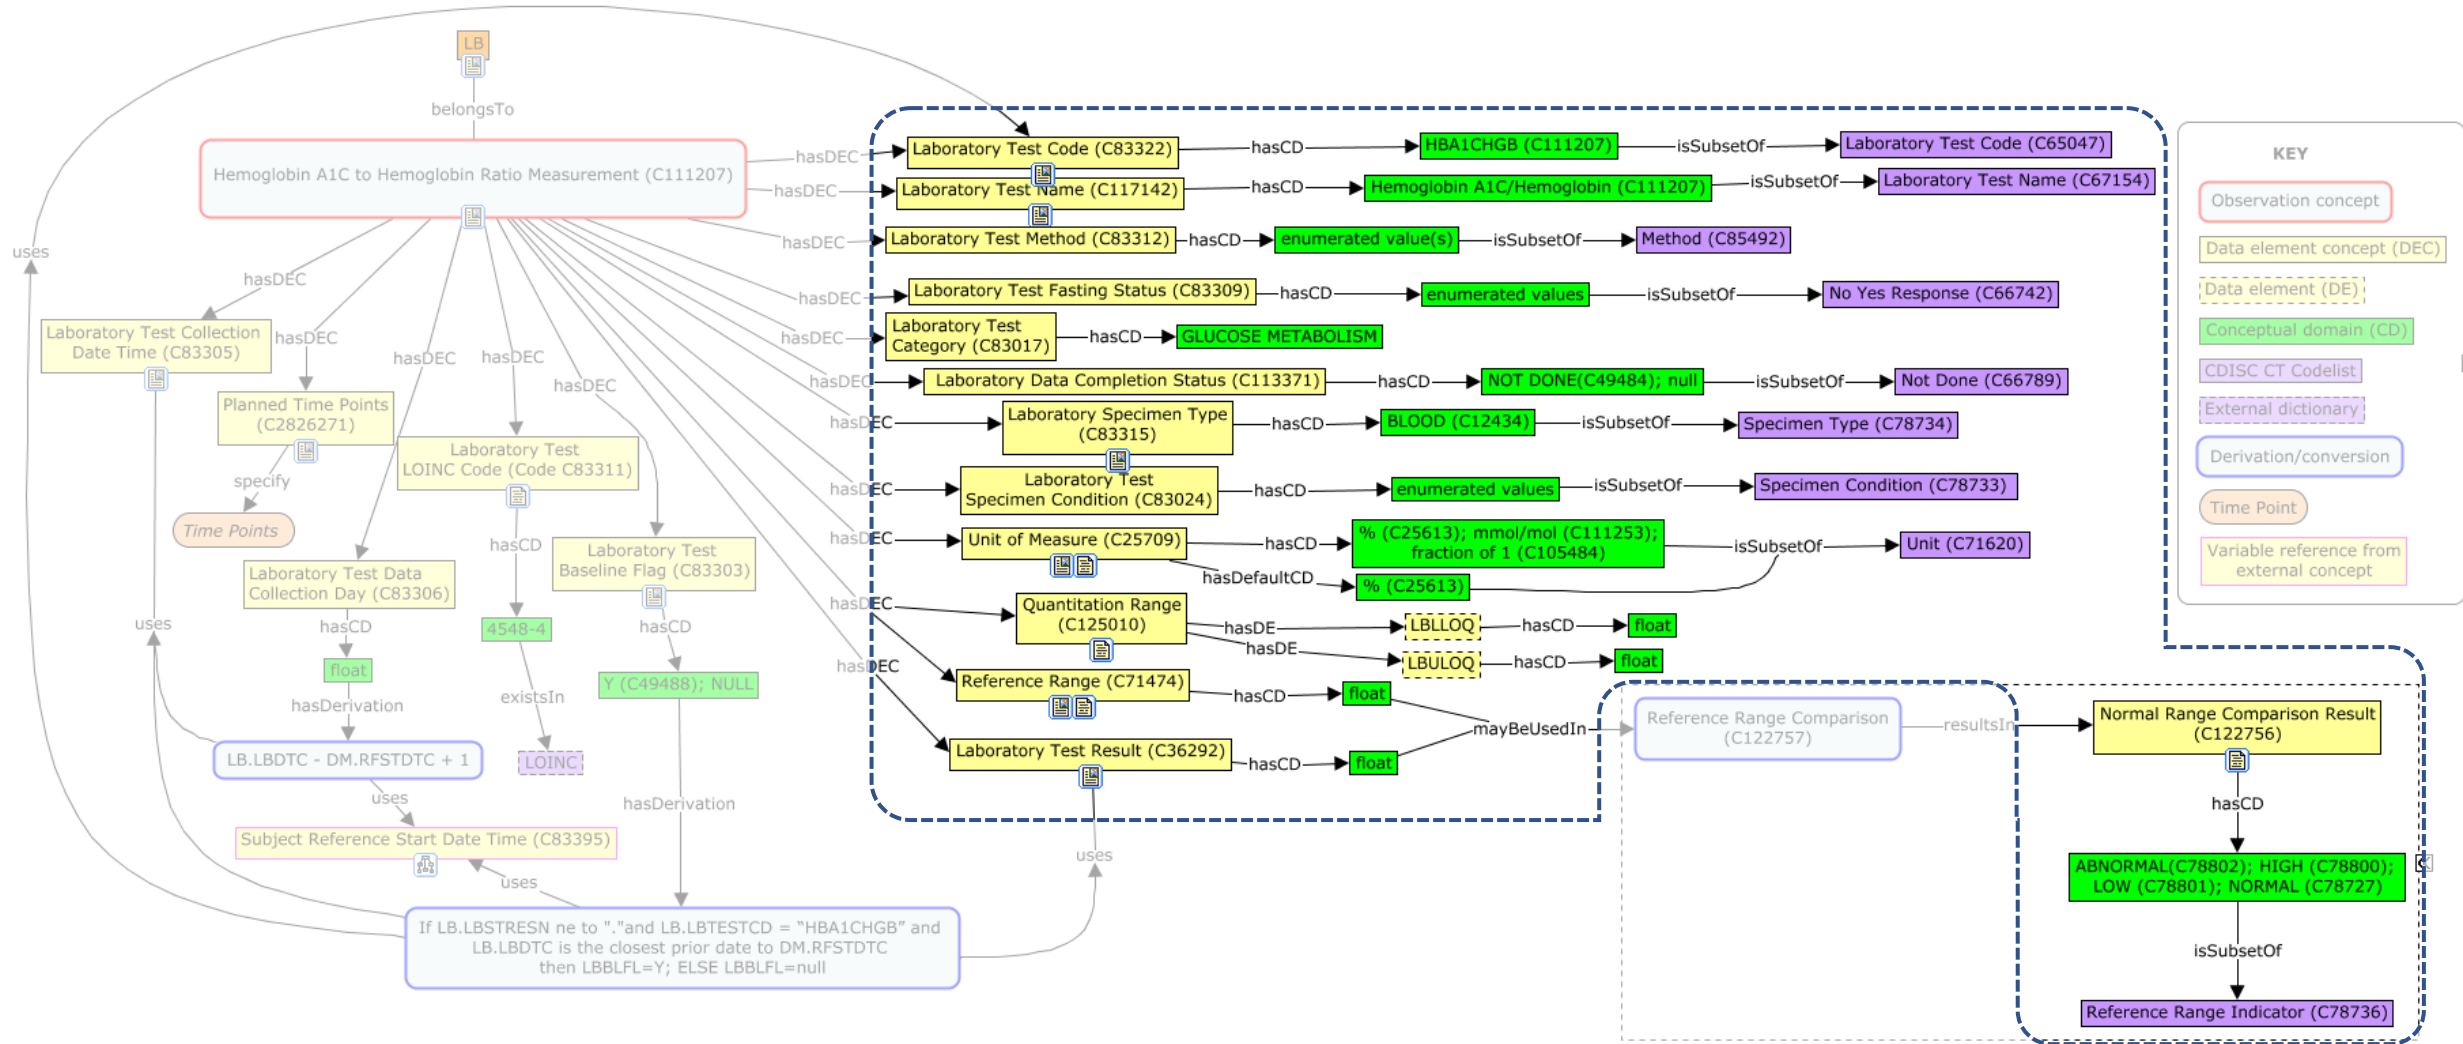 LB
belongsTo
Hemoglobin A1C to Hemoglobin Ratio Measurement (C111207)
uses
hasDEC
Laboratory Test Code (C83322)
hasCD
HBA1CHGB (C111207)
isSubsetOf
Laboratory Test Code (C65047)
hasDEC
Laboratory Test Name (C117142)
hasCD
Hemoglobin A1C/Hemoglobin (C111207)
isSubsetOf
Laboratory Test Name (C67154)
hasDEC
Laboratory Test Method (C83312)
hasCD
enumerated value(s)
isSubsetOf
Method (C85492)
hasDEC
Laboratory Test Fasting Status (C83309)
hasCD
enumerated values
isSubsetOf
No Yes Response (C66742)
hasDEC
Laboratory Test
Category (C83017)
hasCD
GLUCOSE METABOLISM
hasDEC
Laboratory Data Completion Status (C113371)
hasCD
NOT DONE(C49484); null
isSubsetOf
Not Done (C66789)
hasDEC
Laboratory Specimen Type
(C83315)
hasCD
BLOOD (C12434)
isSubsetOf
Specimen Type (C78734)
hasDEC
Laboratory Test
Specimen Condition (C83024)
hasCD
enumerated values
isSubsetOf
Specimen Condition (C78733)
hasDEC
Unit of Measure (C25709)
hasCD
% (C25613); mmol/mol (C111253);
fraction of 1 (C105484)
isSubsetOf
Unit (C71620)
hasDefaultCD
% (C25613)
hasDEC
Quantitation Range
(C125010)
hasDE
LBLLOQ
hasCD
float
hasDE
LBULOQ
hasCD
float
hasDEC
Reference Range (C71474)
hasCD
float
Laboratory Test Result (C36292)
hasCD
float
mayBeUsedIn
Reference Range Comparison
(C122757)
resultsIn
Normal Range Comparison Result
(C122756)
hasCD
ABNORMAL(C78802); HIGH (C78800);
LOW (C78801); NORMAL (C78727)
isSubsetOf
Reference Range Indicator (C78736)
hasDEC
Laboratory Test Collection
Date Time (C83305)
hasDEC
Planned Time Points
(C2826271)
specify
Time Points
hasDEC
Laboratory Test Data
Collection Day (C83306)
hasCD
float
hasDerivation
LB.LBDTC - DM.RFSTDTC + 1
uses
Subject Reference Start Date Time (C83395)
uses
hasDEC
Laboratory Test
LOINC Code (Code C83311)
hasCD
4548-4
existsIn
LOINC
hasDEC
Laboratory Test
Baseline Flag (C83303)
hasCD
Y (C49488); NULL
hasDerivation
uses
If LB.LBSTRESN ne to "."and LB.LBTESTCD = “HBA1CHGB” and
LB.LBDTC is the closest prior date to DM.RFSTDTC
then LBBLFL=Y; ELSE LBBLFL=null
uses
KEY
Observation concept
Data element concept (DEC)
Data element (DE)
Conceptual domain (CD)
CDISC CT Codelist
External dictionary
Derivation/conversion
Time Point
Variable reference from
external concept